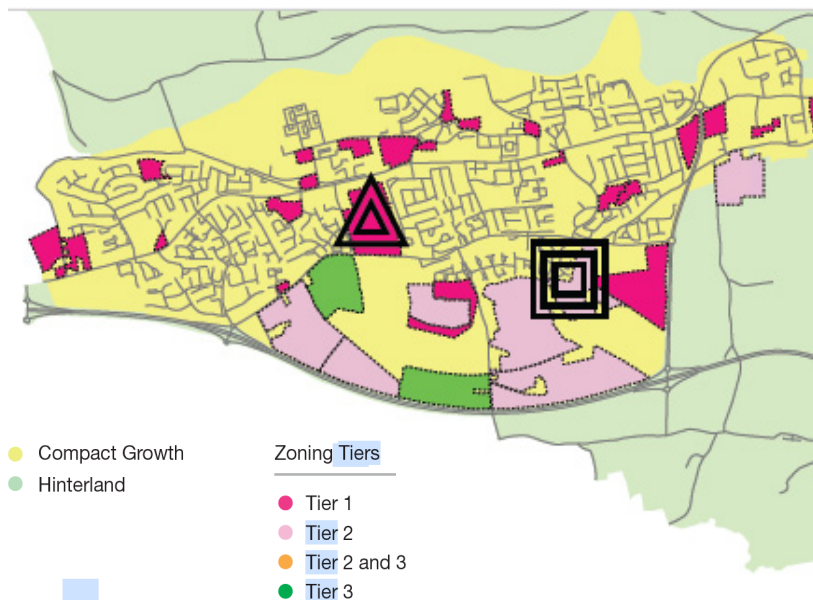 Compact Growth
Hinterland
Zoning Tiers
Tier 1
Tier 2
Tier 2 and 3
Tier 3